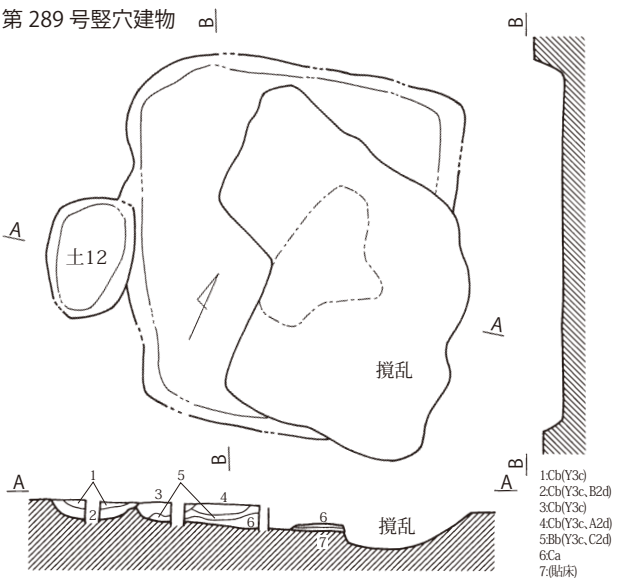 第 289 号竪穴建物
B
B
A
土12
A
撹乱
B
B
A
A
1
5
3
4
2
6
6
7
撹乱
1:Cb(Y3c)
2:Cb(Y3c、B2d)
3:Cb(Y3c)
4:Cb(Y3c、A2d)
5:Bb(Y3c、C2d)
6:Ca
7:(貼床)